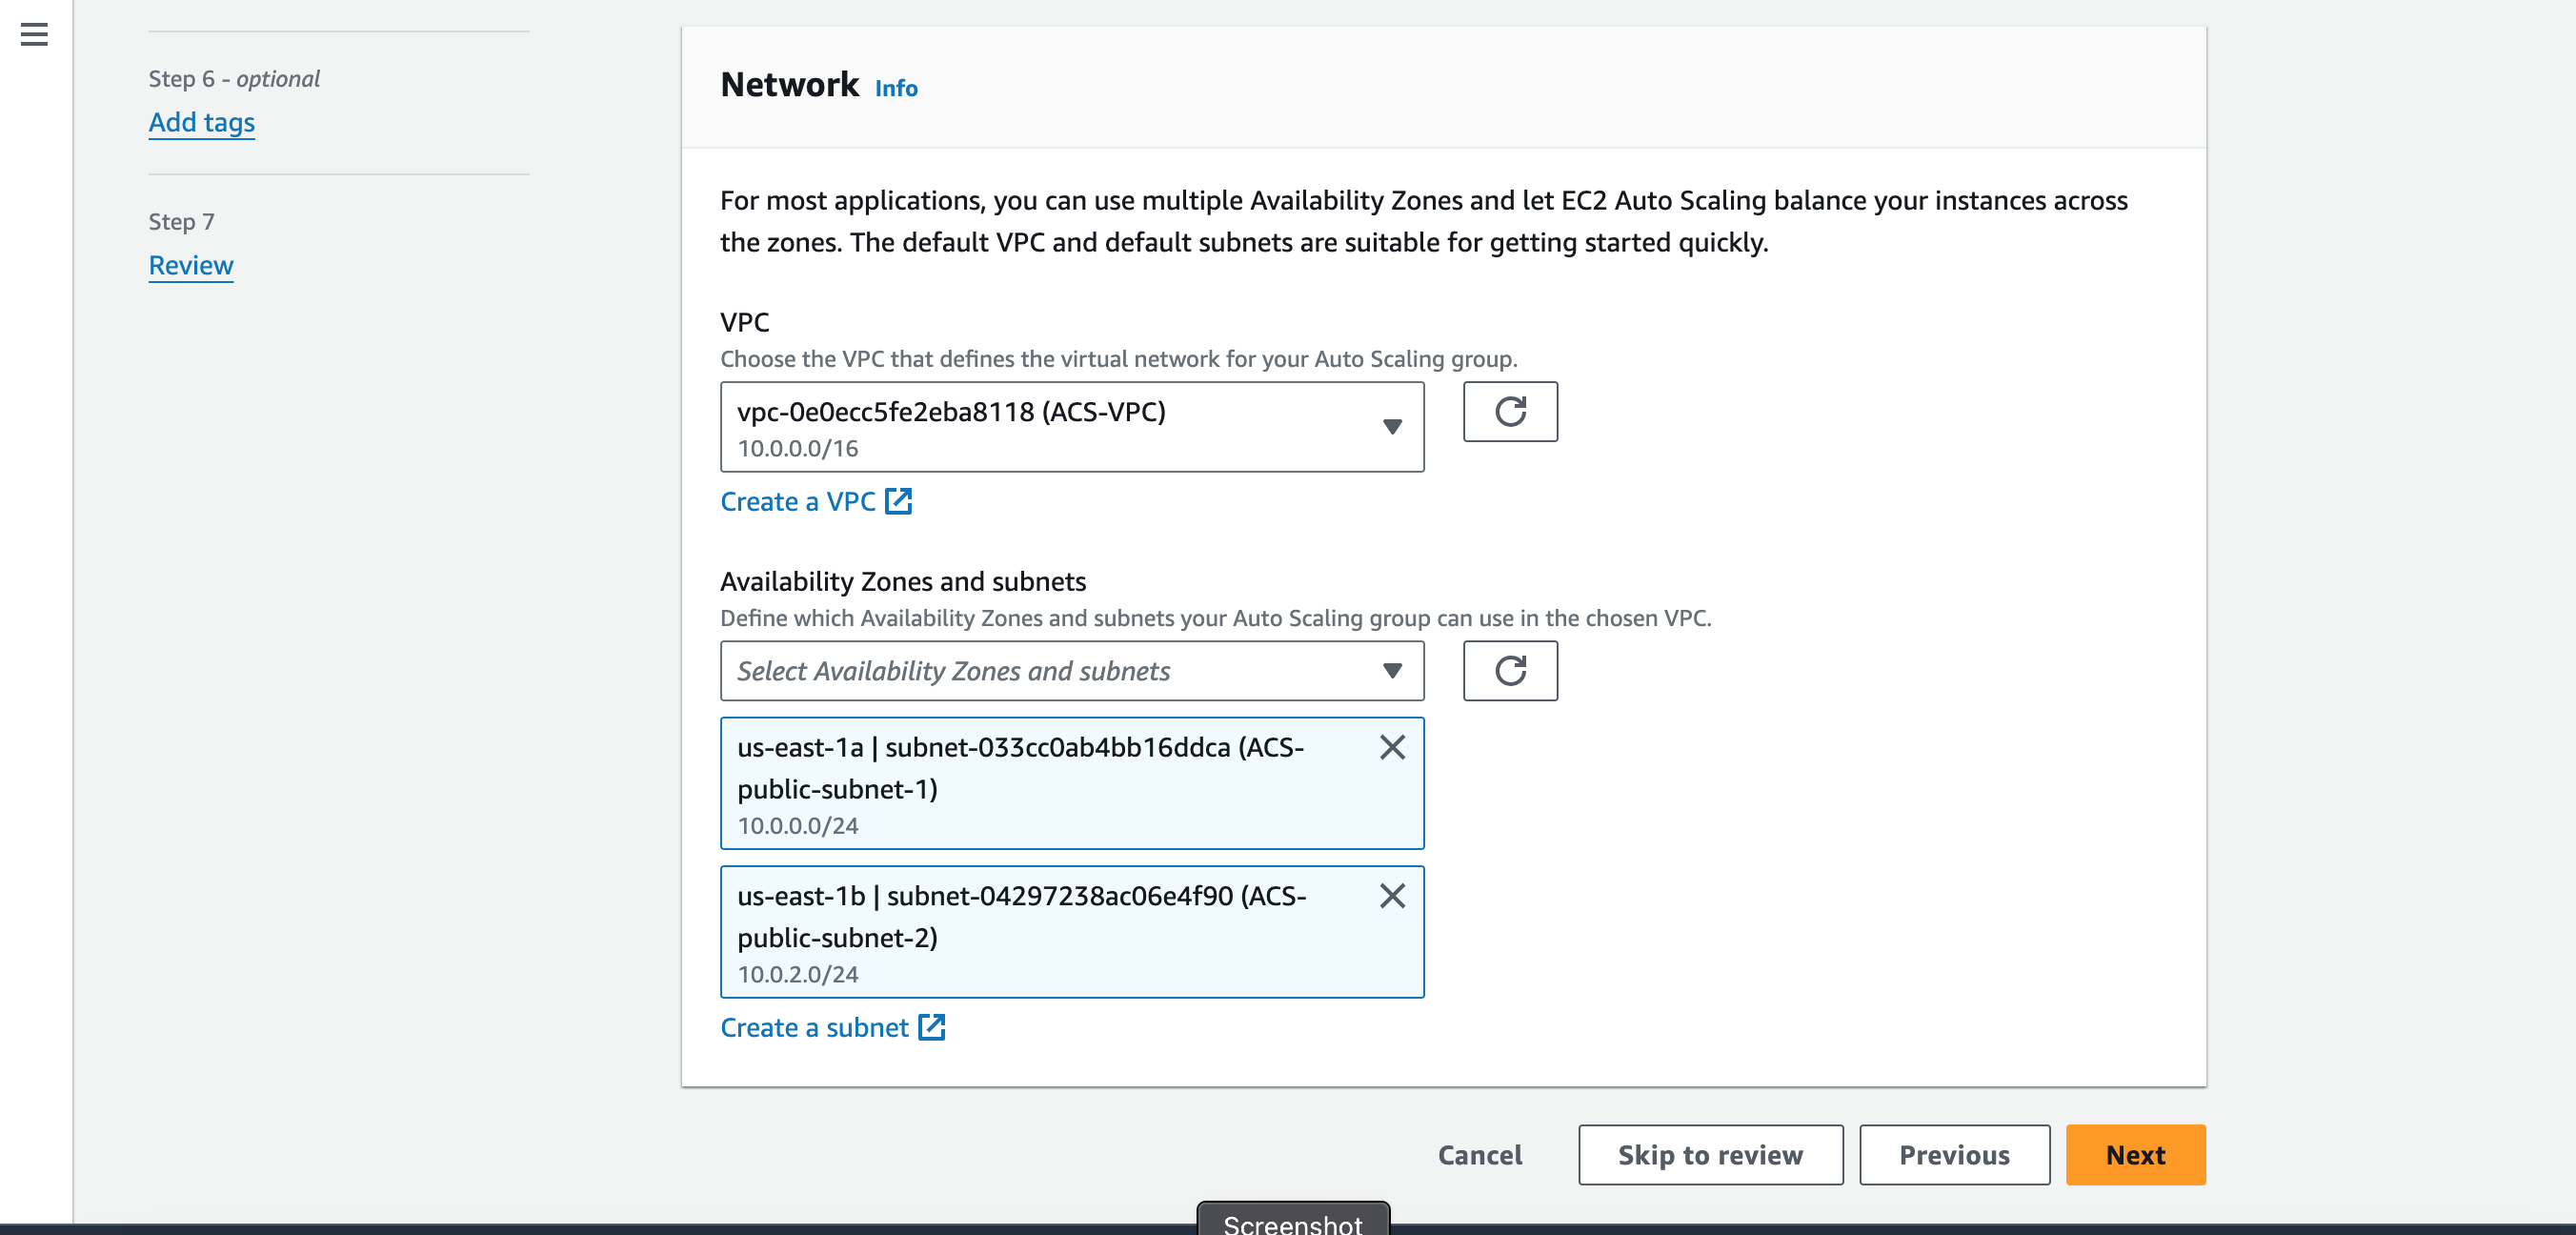 Step 6 - optional
Add tags
Step 7
Review
Network Info
For most applications, you can use multiple Availability Zones and let EC2 Auto Scaling balance your instances across
the zones. The default VPC and default subnets are suitable for getting started quickly.
VPC
Choose the VPC that defines the virtual network for your Auto Scaling group.
vpc-0e0ecc5fe2eba8118 (ACS-VPC)
10.0.0.0/16
Create a VPC
Availability Zones and subnets
Define which Availability Zones and subnets your Auto Scaling group can use in the chosen VPC.
Select Availability Zones and subnets
us-east-1a | subnet-033cc0ab4bb16ddca (ACS-
public-subnet-1)
10.0.0.0/24
us-east-1b | subnet-04297238ac06e4f90 (ACS-
public-subnet-2)
10.0.2.0/24
Create a subnet
Cancel
Skip to review
Previous
Next
Screenshot